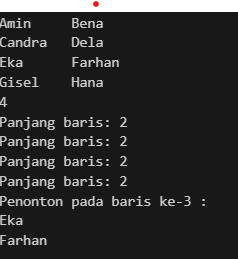 Amin Bena
Candra Dela
Eka Farhan
Gisel Hana
4
Panjang baris: 2
Panjang baris: 2
Panjang baris: 2
Panjang baris: 2
Penonton pada baris ke-3 :
Eka
Farhan